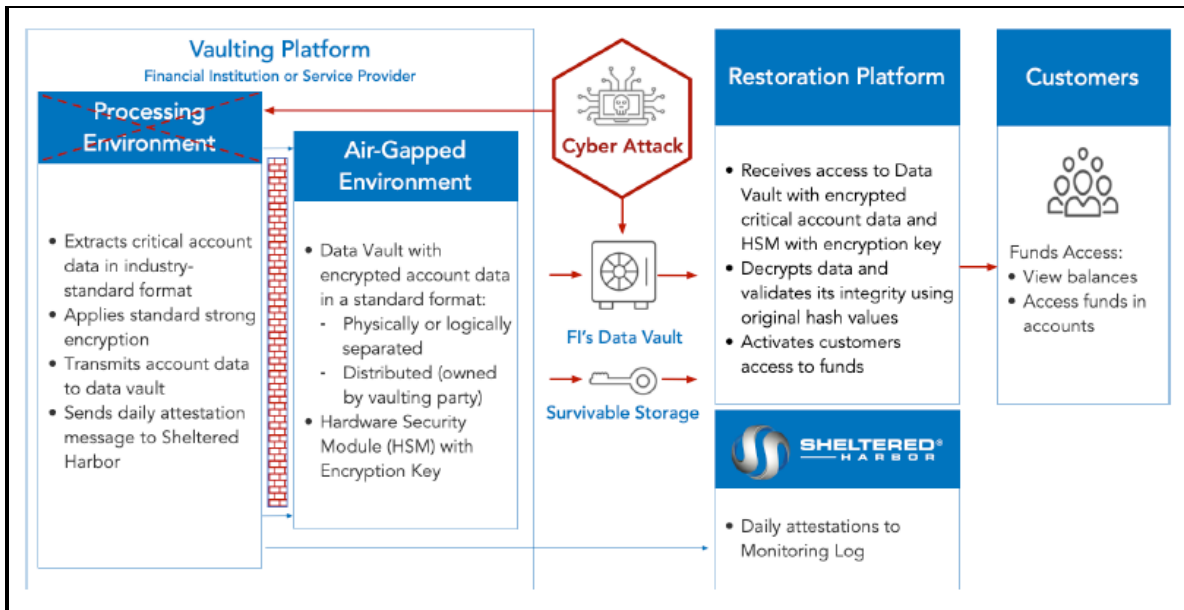 Vaulting Platform
Financial Institution or Service Provider
Processing
Environment
• Extracts critical account
data in industry-
standard format
• Applies standard strong
encryption
• Transmits account data
to data vault
• Sends daily attestation
message to Sheltered
Harbor
Air-Gapped
Environment
• Data Vault with
encrypted account data
in a standard format:
- Physically or logically
separated
- Distributed (owned
by vaulting party)
• Hardware Security
Module (HSM) with
Encryption Key
Cyber Attack
FI's Data Vault
Survivable Storage
Restoration Platform
• Receives access to Data
Vault with encrypted
critical account data and
HSM with encryption key
• Decrypts data and
validates its integrity using
original hash values
• Activates customers
access to funds
SHELTERED®
HARBOR
• Daily attestations to
Monitoring Log
Customers
Funds Access:
• View balances
• Access funds in
accounts